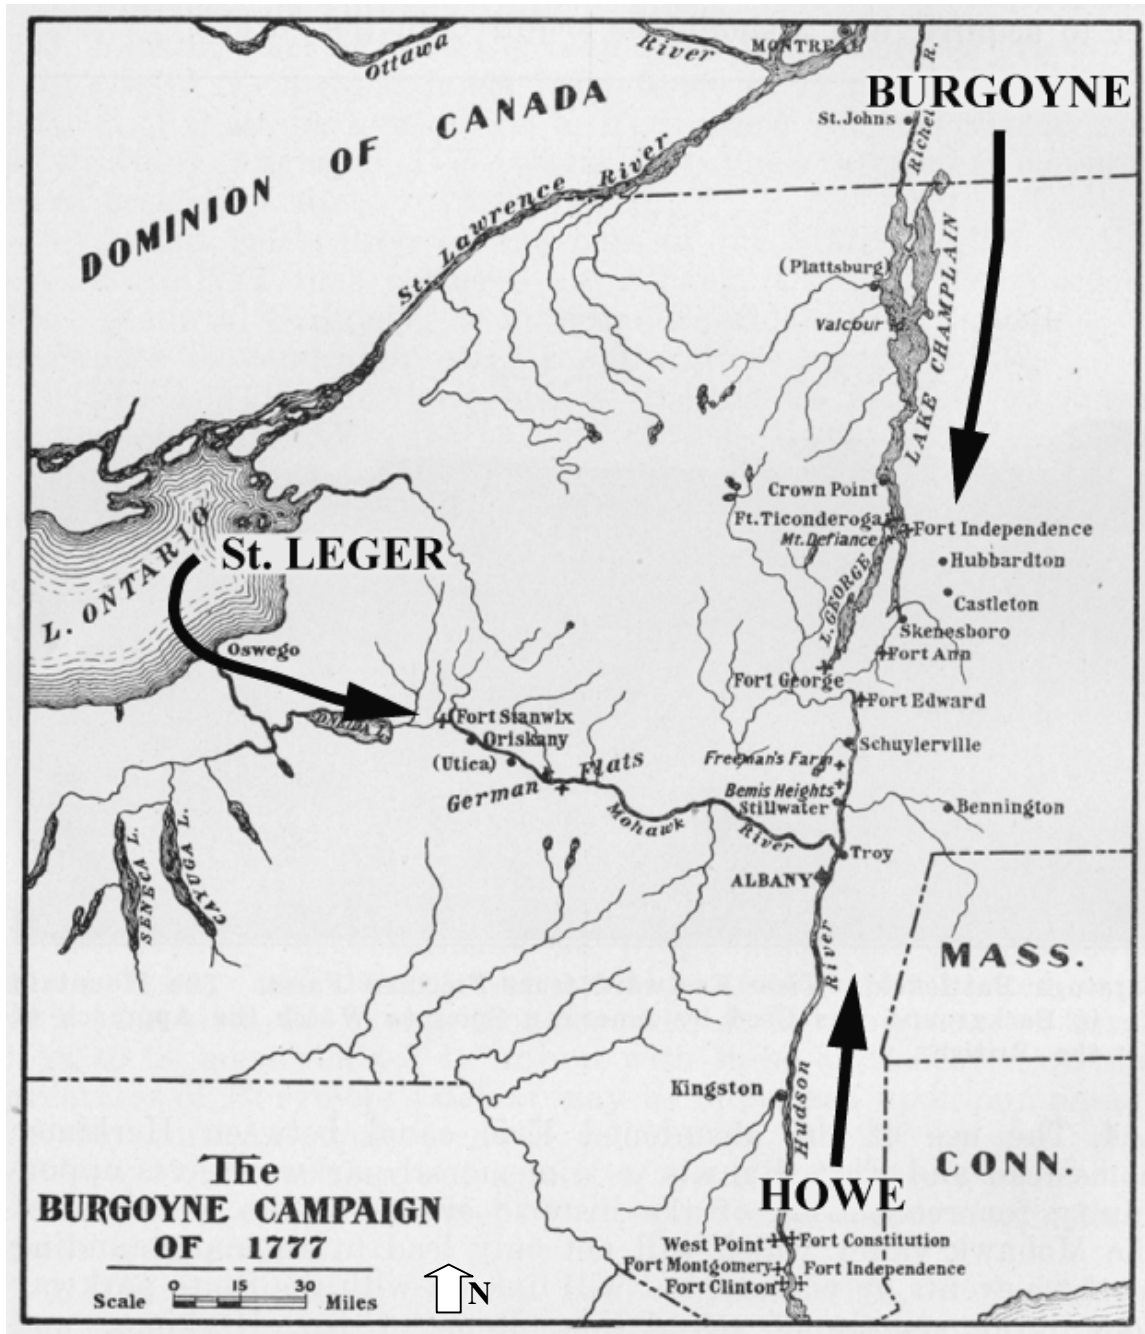 Ottawa
River
MONTRE
RICHEL R.
BURGOYNE
St. Johns
DOMINION OF CANADA
St. Lawrence River
(Plattsburg)
Valcour
LAKE CHAMPLAIN
Crown Point
Ft. Ticonderoga
Fort Independence
Mt. Defiance
Hubbardton
L. GEORGE
Castleton
Skenesboro
Fort Ann
Fort George
Fort Edward
L. ONTARIO
St. LEGER
Oswego
ONEIDA L.
Fort Stanwix
Oriskany
(Utica)
German Flats
Mohawk River
Schuylerville
Freeman's Farm
Bemis Heights
Stillwater
Bennington
Troy
ALBANY
SENECA L.
CAYUGA L.
MASS.
Hudson River
Kingston
CONN.
HOWE
West Point
Fort Constitution
Fort Montgomery
Fort Independence
Fort Clinton
The
BURGOYNE CAMPAIGN
OF 1777
0 15 30
Scale Miles
N